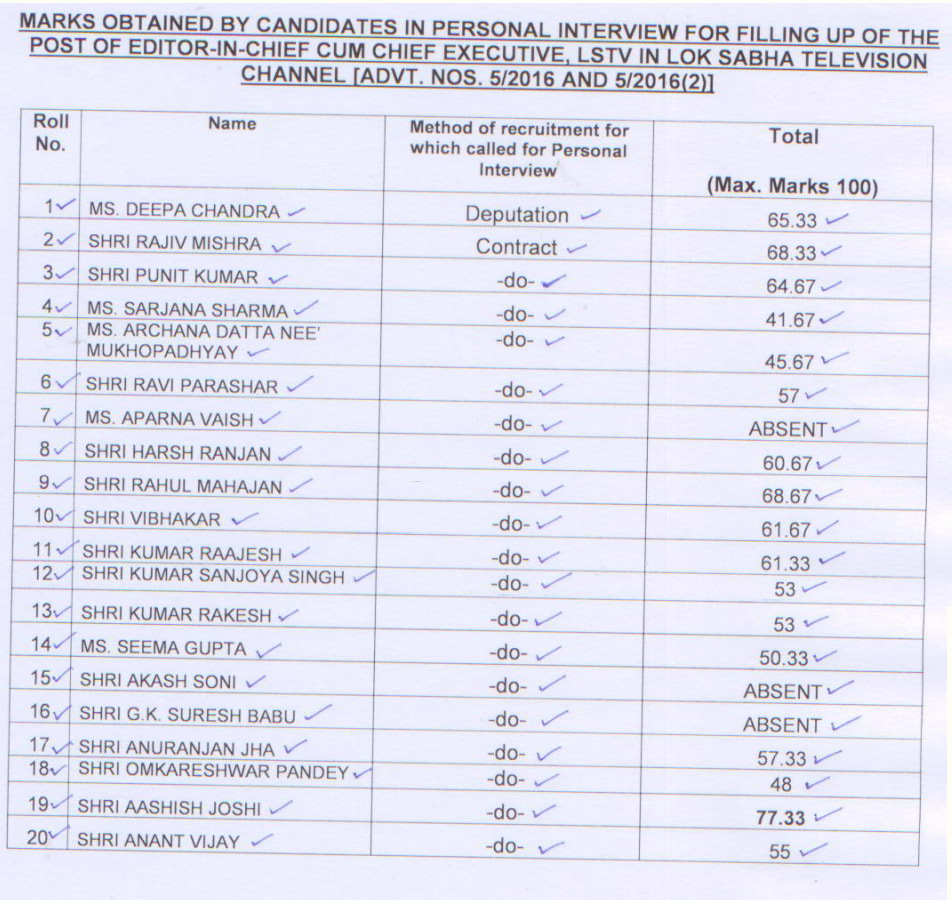 MARKS OBTAINED BY CANDIDATES IN PERSONAL INTERVIEW FOR FILLING UP OF THE
POST OF EDITOR-IN-CHIEF CUM CHIEF EXECUTIVE, LSTV IN LOK SABHA TELEVISION
CHANNEL [ADVT. NOS. 5/2016 AND 5/2016(2)]
Roll No. Name Method of recruitment for which called for Personal Interview Total (Max. Marks 100)
1 MS. DEEPA CHANDRA Deputation 65.33
2 SHRI RAJIV MISHRA Contract 68.33
3 SHRI PUNIT KUMAR -do- 64.67
4 MS. SARJANA SHARMA -do- 41.67
5 MS. ARCHANA DATTA NEE' MUKHOPADHYAY -do- 45.67
6 SHRI RAVI PARASHAR -do- 57
7 MS. APARNA VAISH -do- ABSENT
8 SHRI HARSH RANJAN -do- 60.67
9 SHRI RAHUL MAHAJAN -do- 68.67
10 SHRI VIBHAKAR -do- 61.67
11 SHRI KUMAR RAAJESH -do- 61.33
12 SHRI KUMAR SANJOYA SINGH -do- 53
13 SHRI KUMAR RAKESH -do- 53
14 MS. SEEMA GUPTA -do- 50.33
15 SHRI AKASH SONI -do- ABSENT
16 SHRI G.K. SURESH BABU -do- ABSENT
17 SHRI ANURANJAN JHA -do- 57.33
18 SHRI OMKARESHWAR PANDEY -do- 48
19 SHRI AASHISH JOSHI -do- 77.33
20 SHRI ANANT VIJAY -do- 55